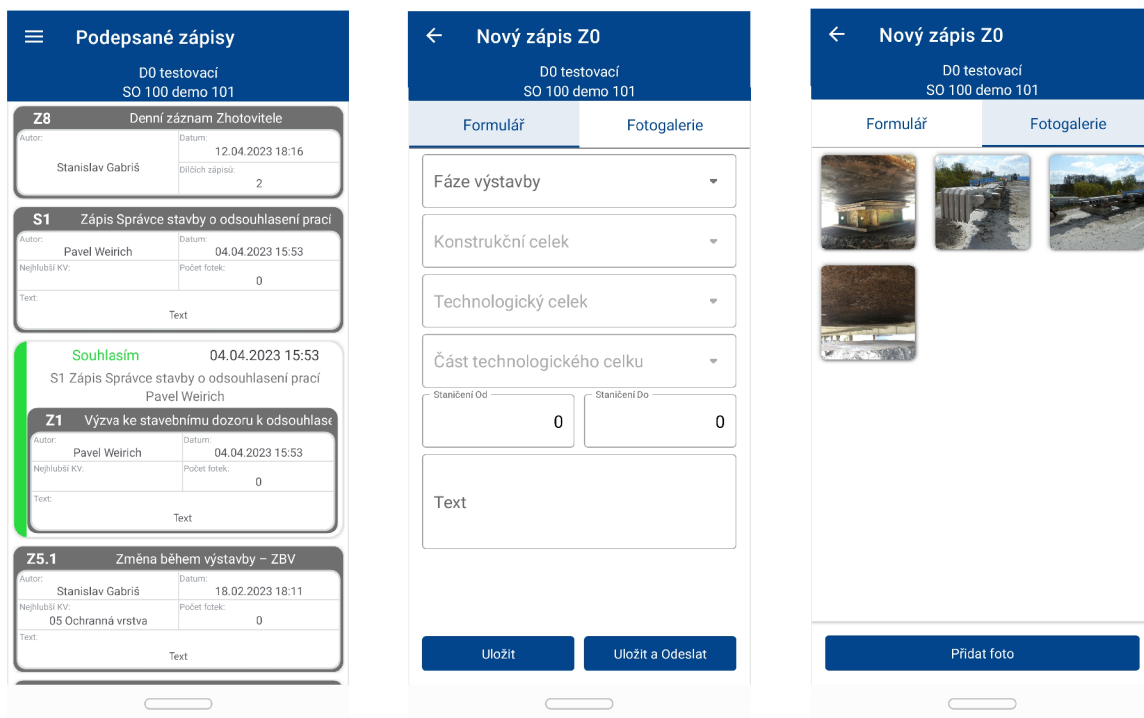 Podepsané zápisy
D0 testovací
SO 100 demo 101
Z8 Denní záznam Zhotovitele
Autor: Datum:
Stanislav Gabriš 12.04.2023 18:16
Dílčích zápisů:
2
S1 Zápis Správce stavby o odsouhlasení prací
Autor: Datum:
Pavel Weirich 04.04.2023 15:53
Nejhlubší KV: Počet fotek:
0
Text:
Text
Souhlasím 04.04.2023 15:53
S1 Zápis Správce stavby o odsouhlasení prací
Pavel Weirich
Z1 Výzva ke stavebnímu dozoru k odsouhlase
Autor: Datum:
Pavel Weirich 04.04.2023 15:53
Nejhlubší KV: Počet fotek:
0
Text:
Text
Z5.1 Změna během výstavby – ZBV
Autor: Datum:
Stanislav Gabriš 18.02.2023 18:11
Nejhlubší KV: Počet fotek:
05 Ochranná vrstva 0
Text:
Text
Nový zápis Z0
D0 testovací
SO 100 demo 101
Formulář Fotogalerie
Fáze výstavby
Konstrukční celek
Technologický celek
Část technologického celku
Staničení Od Staničení Do
0 0
Text
Uložit Uložit a Odeslat
Nový zápis Z0
D0 testovací
SO 100 demo 101
Formulář Fotogalerie
Přidat foto